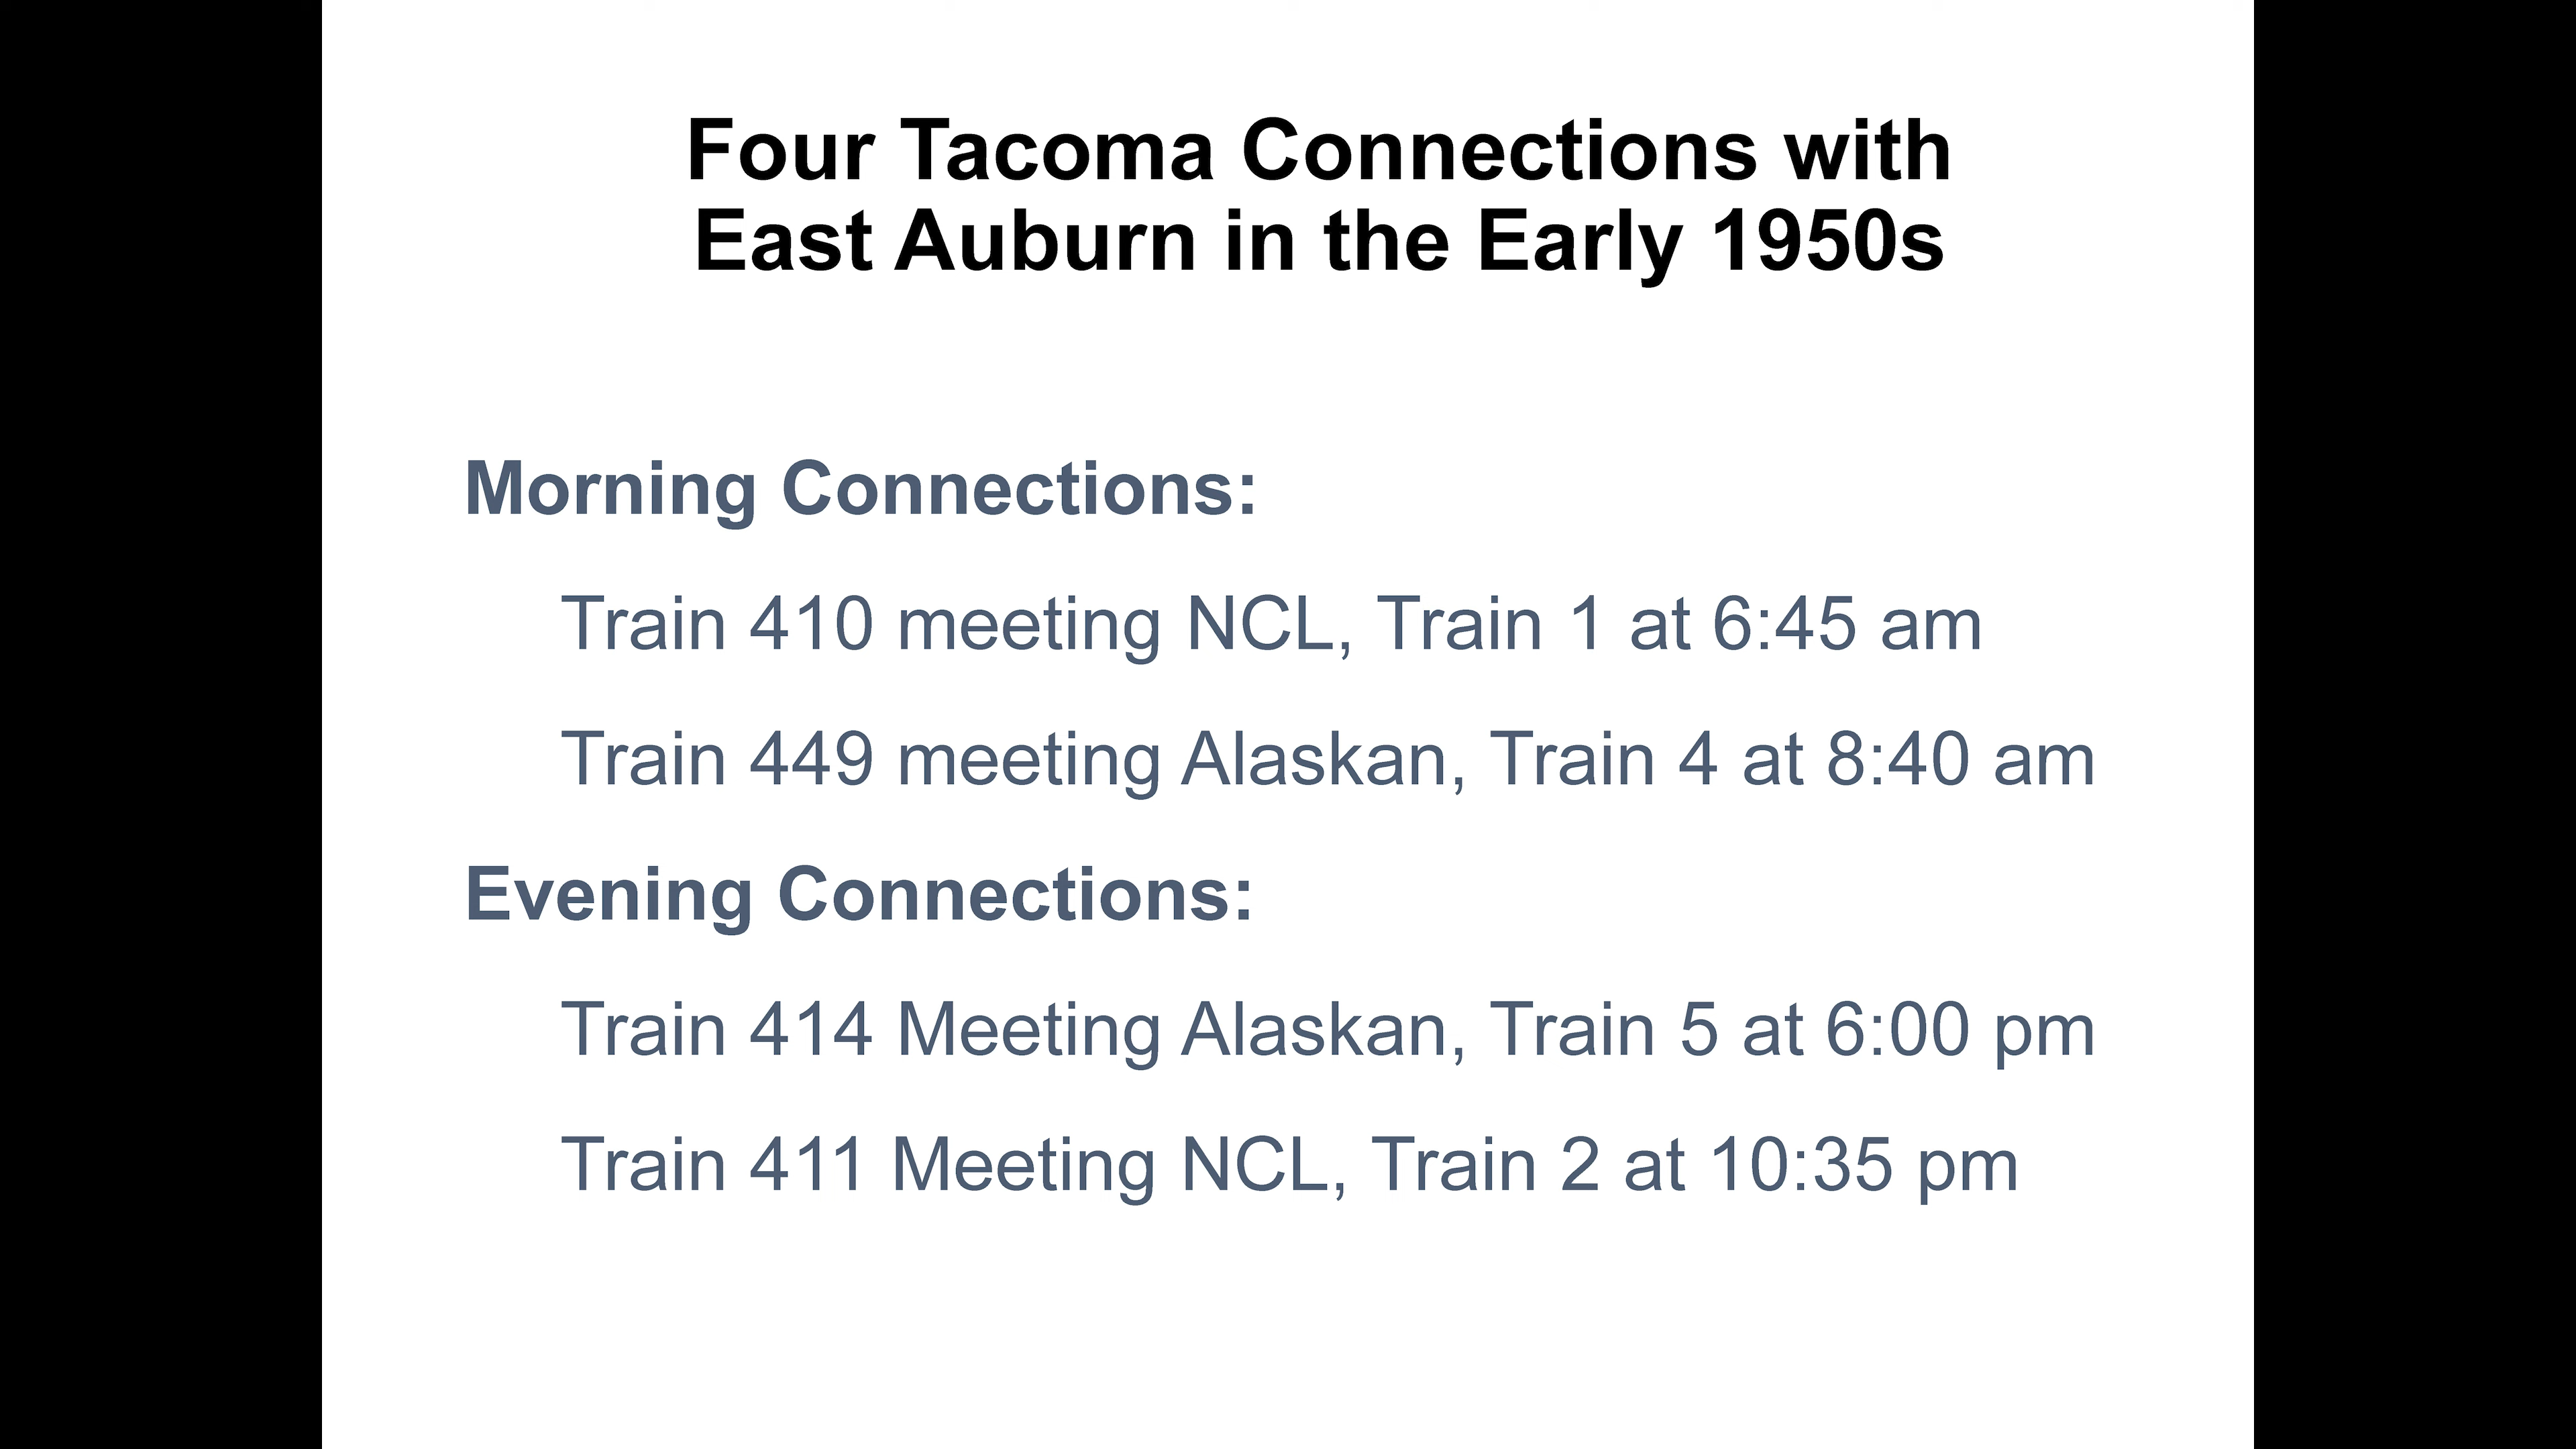 Four Tacoma Connections with
East Auburn in the Early 1950s
Morning Connections:
Train 410 meeting NCL, Train 1 at 6:45 am
Train 449 meeting Alaskan, Train 4 at 8:40 am
Evening Connections:
Train 414 Meeting Alaskan, Train 5 at 6:00 pm
Train 411 Meeting NCL, Train 2 at 10:35 pm